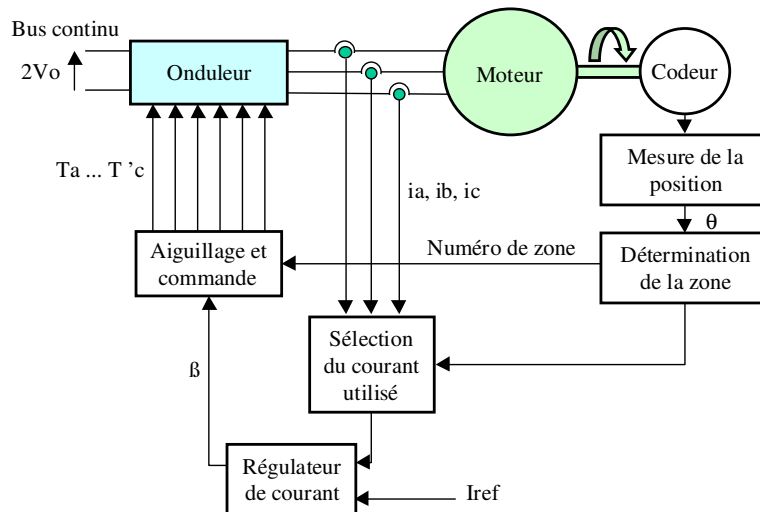 Bus continu
2Vo
Onduleur
Moteur
Codeur
Ta ... T 'c
ia, ib, ic
Mesure de la
position
θ
Aiguillage et
commande
Numéro de zone
Détermination
de la zone
Sélection
du courant
utilisé
ß
Régulateur
de courant
Iref